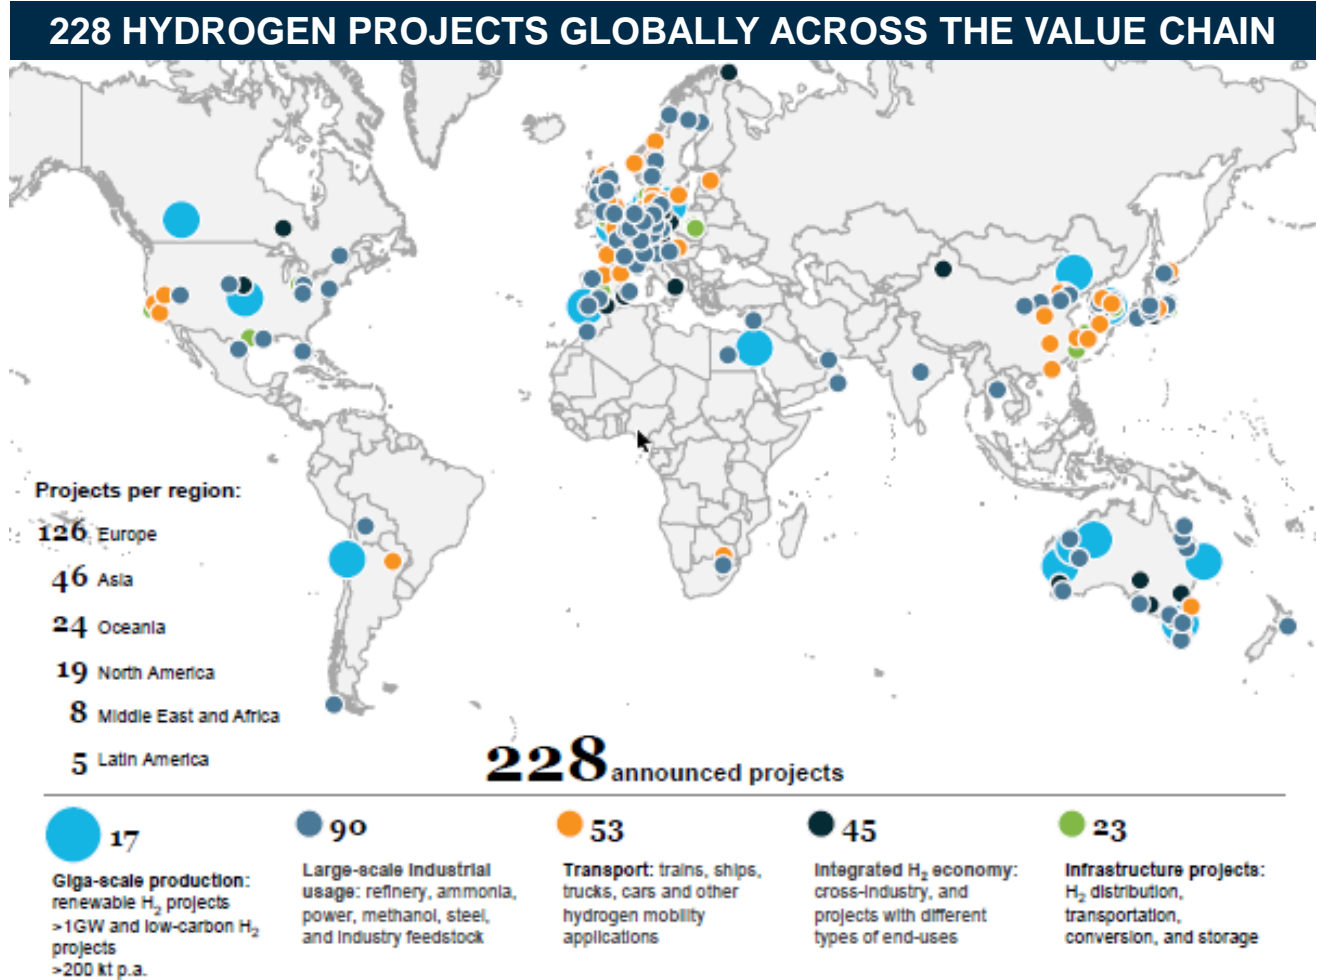 228 HYDROGEN PROJECTS GLOBALLY ACROSS THE VALUE CHAIN
Projects per region:
126 Europe
46 Asia
24 Oceania
19 North America
8 Middle East and Africa
5 Latin America
228 announced projects
17
Giga-scale production:
renewable H₂ projects
>1GW and low-carbon H₂
projects
>200 kt p.a.
90
Large-scale industrial
usage: refinery, ammonia,
power, methanol, steel,
and industry feedstock
53
Transport: trains, ships,
trucks, cars and other
hydrogen mobility
applications
45
Integrated H₂ economy:
cross-industry, and
projects with different
types of end-uses
23
Infrastructure projects:
H₂ distribution,
transportation,
conversion, and storage